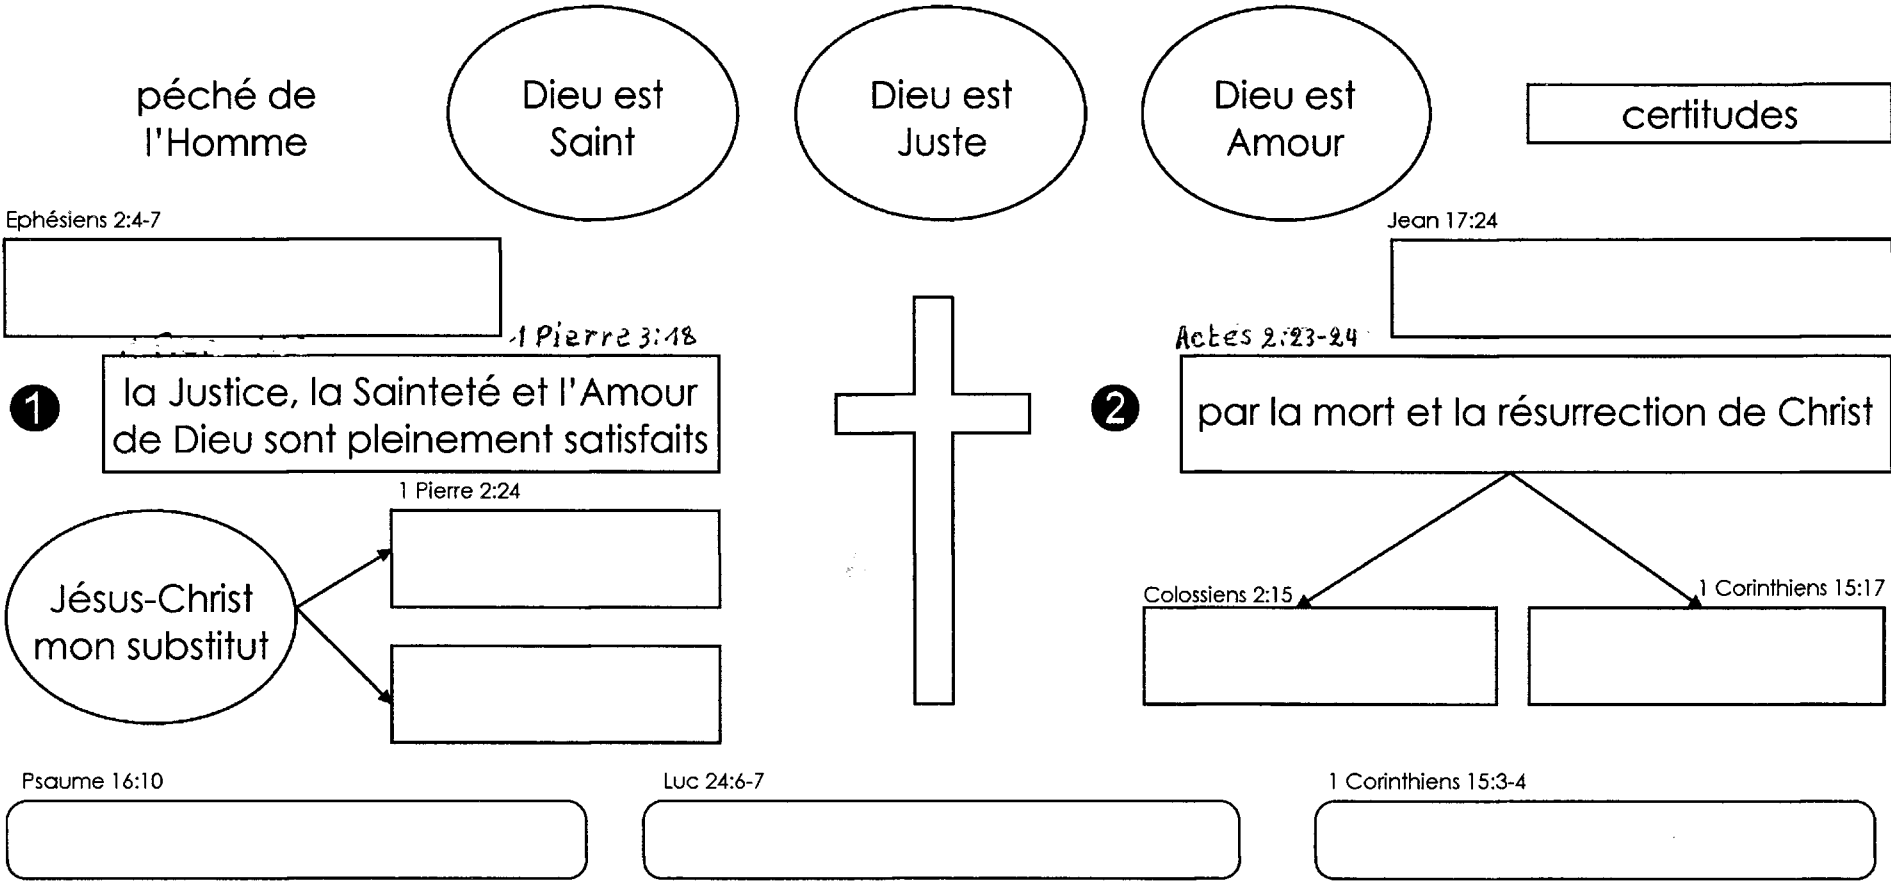 péché de
l'Homme
Dieu est
Saint
Dieu est
Juste
Dieu est
Amour
certitudes
Ephésiens 2:4-7
Jean 17:24
1 Pierre 3:18
Actes 2:23-24
1
la Justice, la Sainteté et l'Amour
de Dieu sont pleinement satisfaits
2
par la mort et la résurrection de Christ
1 Pierre 2:24
Jésus-Christ
mon substitut
Colossiens 2:15
1 Corinthiens 15:17
Psaume 16:10
Luc 24:6-7
1 Corinthiens 15:3-4